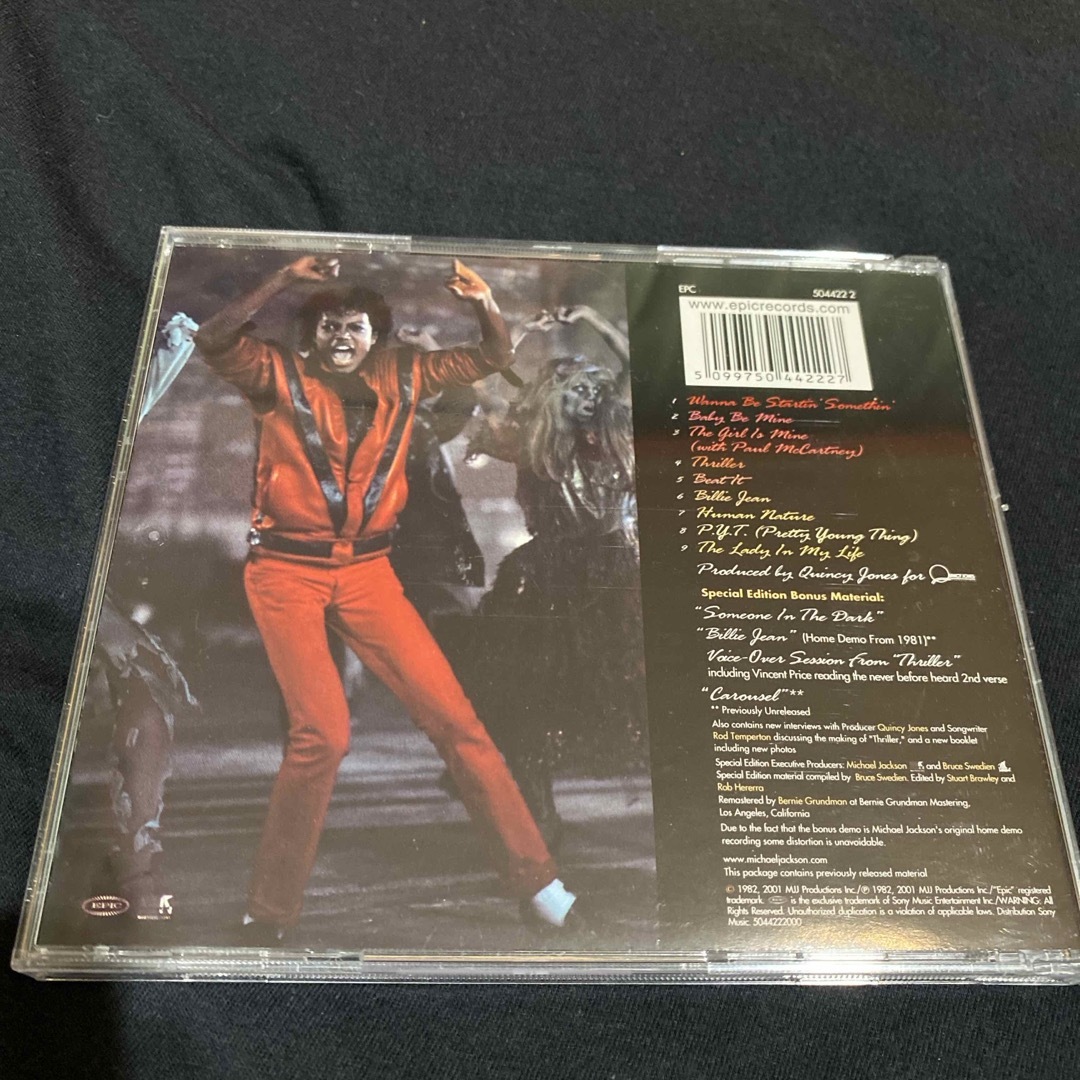 EPC 504422 2
www.epicrecords.com
5 099750 442227
1 Wanna Be Startin' Somethin'
2 Baby Be Mine
3 The Girl Is Mine
(with Paul McCartney)
4 Thriller
5 Beat It
6 Billie Jean
7 Human Nature
8 P.Y.T. (Pretty Young Thing)
9 The Lady In My Life
Produced by Quincy Jones for
Special Edition Bonus Material:
"Someone In The Dark"
"Billie Jean" (Home Demo From 1981)**
Voice-Over Session From "Thriller"
including Vincent Price reading the never before heard 2nd verse
"Carousel"**
** Previously Unreleased
Also contains new interviews with Producer Quincy Jones and Songwriter
Rod Temperton discussing the making of "Thriller," and a new booklet
including new photos
Special Edition Executive Producers: Michael Jackson and Bruce Swedien
Special Edition material compiled by Bruce Swedien. Edited by Stuart Brawley and
Rob Hererra
Remastered by Bernie Grundman at Bernie Grundman Mastering,
Los Angeles, California
Due to the fact that the bonus demo is Michael Jackson's original home demo
recording some distortion is unavoidable.
www.michaeljackson.com
This package contains previously released material
© 1982, 2001 MJJ Productions Inc./℗ 1982, 2001 MJJ Productions Inc./"Epic" registered
trademark. is the exclusive trademark of Sony Music Entertainment Inc./WARNING: All
Rights Reserved. Unauthorized duplication is a violation of applicable laws. Distribution Sony
Music. 5044222000
EPIC